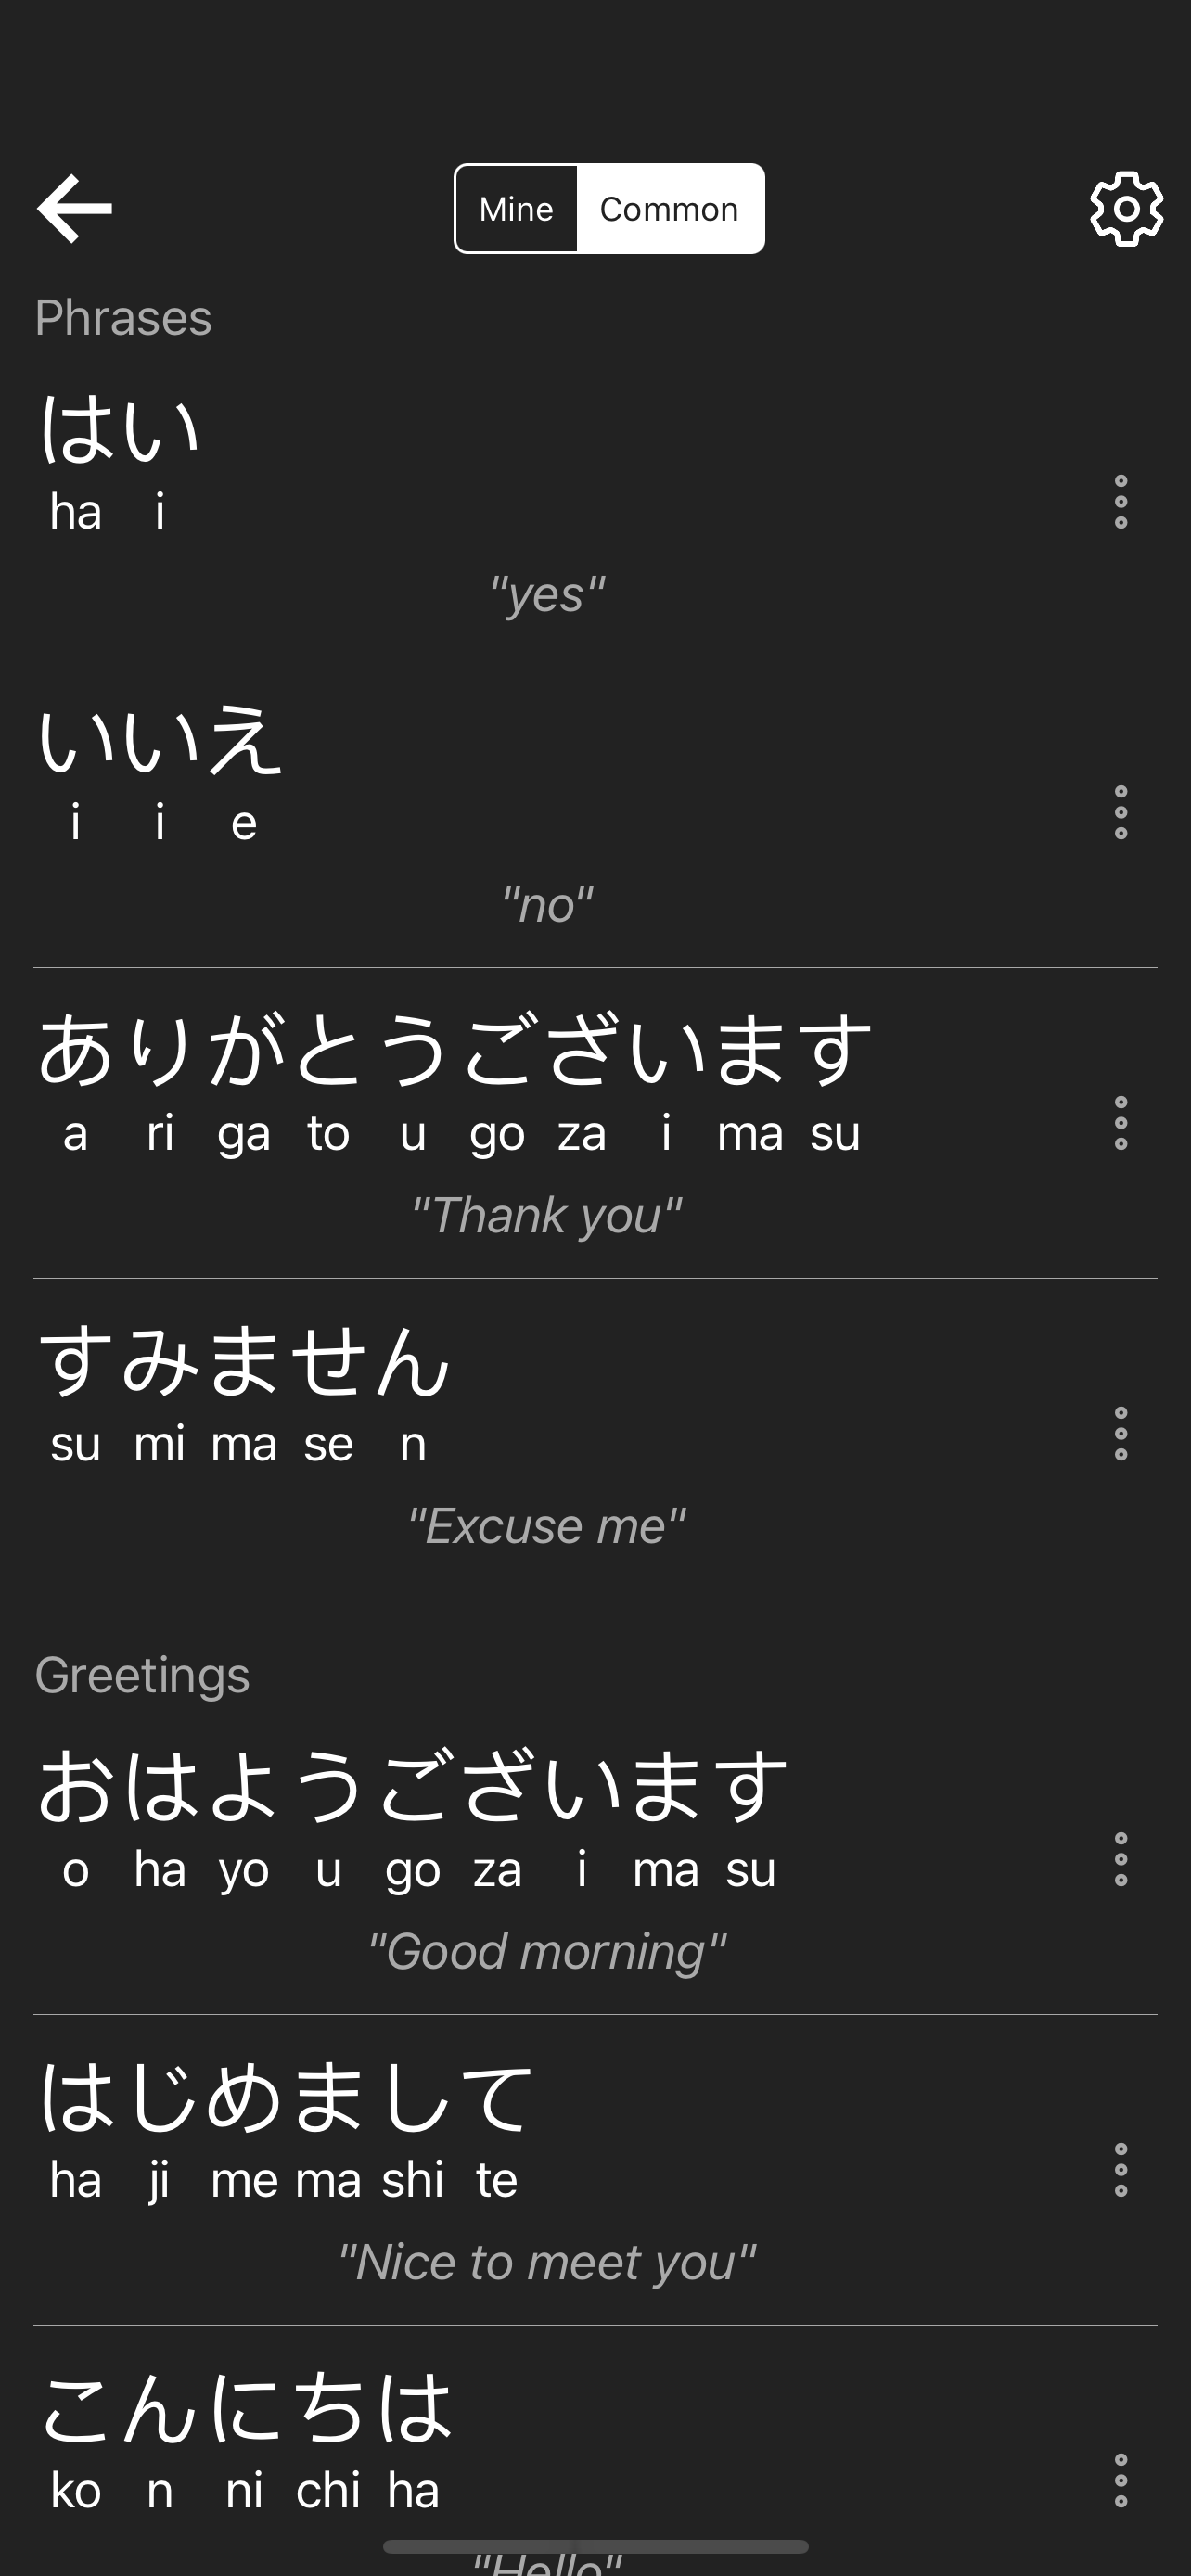 Mine Common
Phrases
はい
ha i
"yes"
いいえ
i i e
"no"
ありがとうございます
a ri ga to u go za i ma su
"Thank you"
すみません
su mi ma se n
"Excuse me"
Greetings
おはようございます
o ha yo u go za i ma su
"Good morning"
はじめまして
ha ji me ma shi te
"Nice to meet you"
こんにちは
ko n ni chi ha
"Hello"